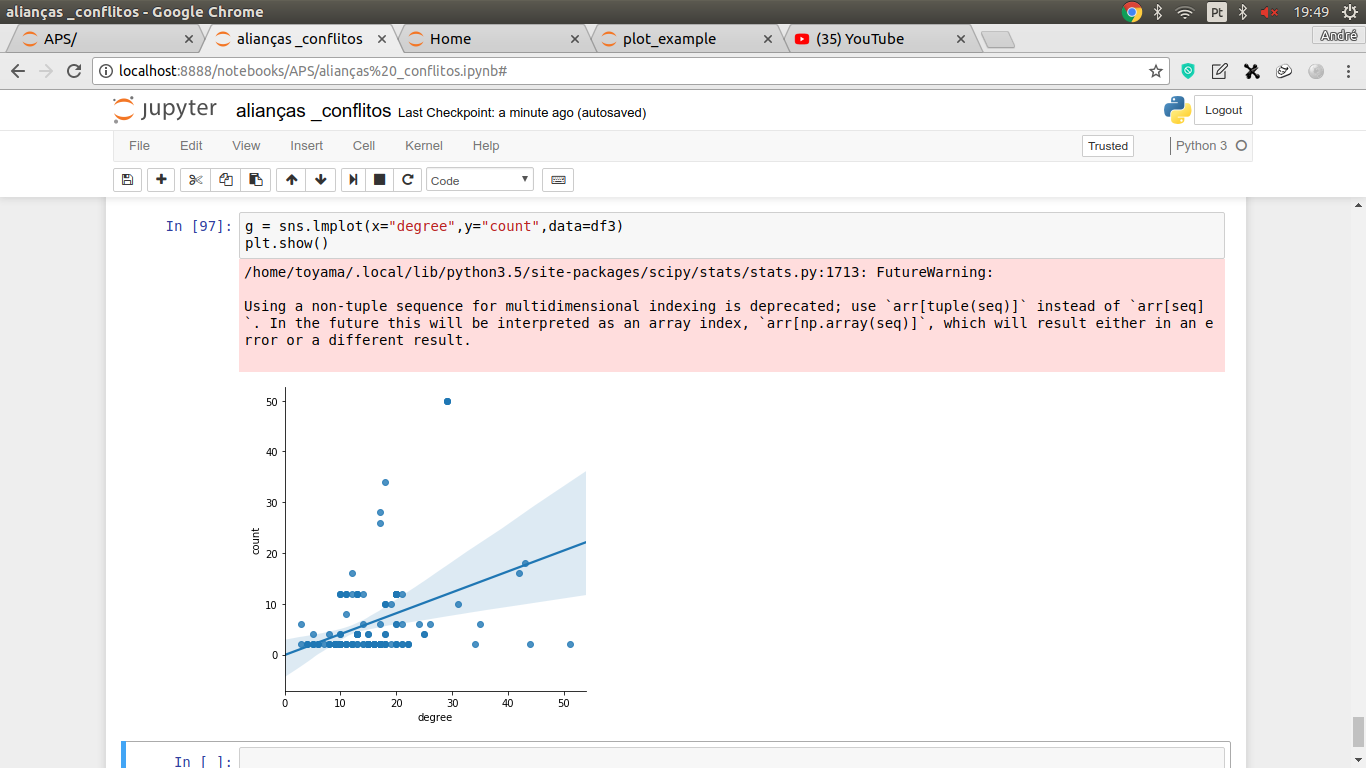 alianças _conflitos - Google Chrome
Pt
19:49
APS/
alianças _conflitos
Home
plot_example
(35) YouTube
André
localhost:8888/notebooks/APS/alianças%20_conflitos.ipynb#
jupyter
alianças _conflitos Last Checkpoint: a minute ago (autosaved)
Logout
File Edit View Insert Cell Kernel Help
Trusted
Python 3
Code
In [97]: g = sns.lmplot(x="degree",y="count",data=df3)
plt.show()
/home/toyama/.local/lib/python3.5/site-packages/scipy/stats/stats.py:1713: FutureWarning:
Using a non-tuple sequence for multidimensional indexing is deprecated; use `arr[tuple(seq)]` instead of `arr[seq]
`. In the future this will be interpreted as an array index, `arr[np.array(seq)]`, which will result either in an e
rror or a different result.
50
40
30
20
10
0
count
0 10 20 30 40 50
degree
In [ ]: